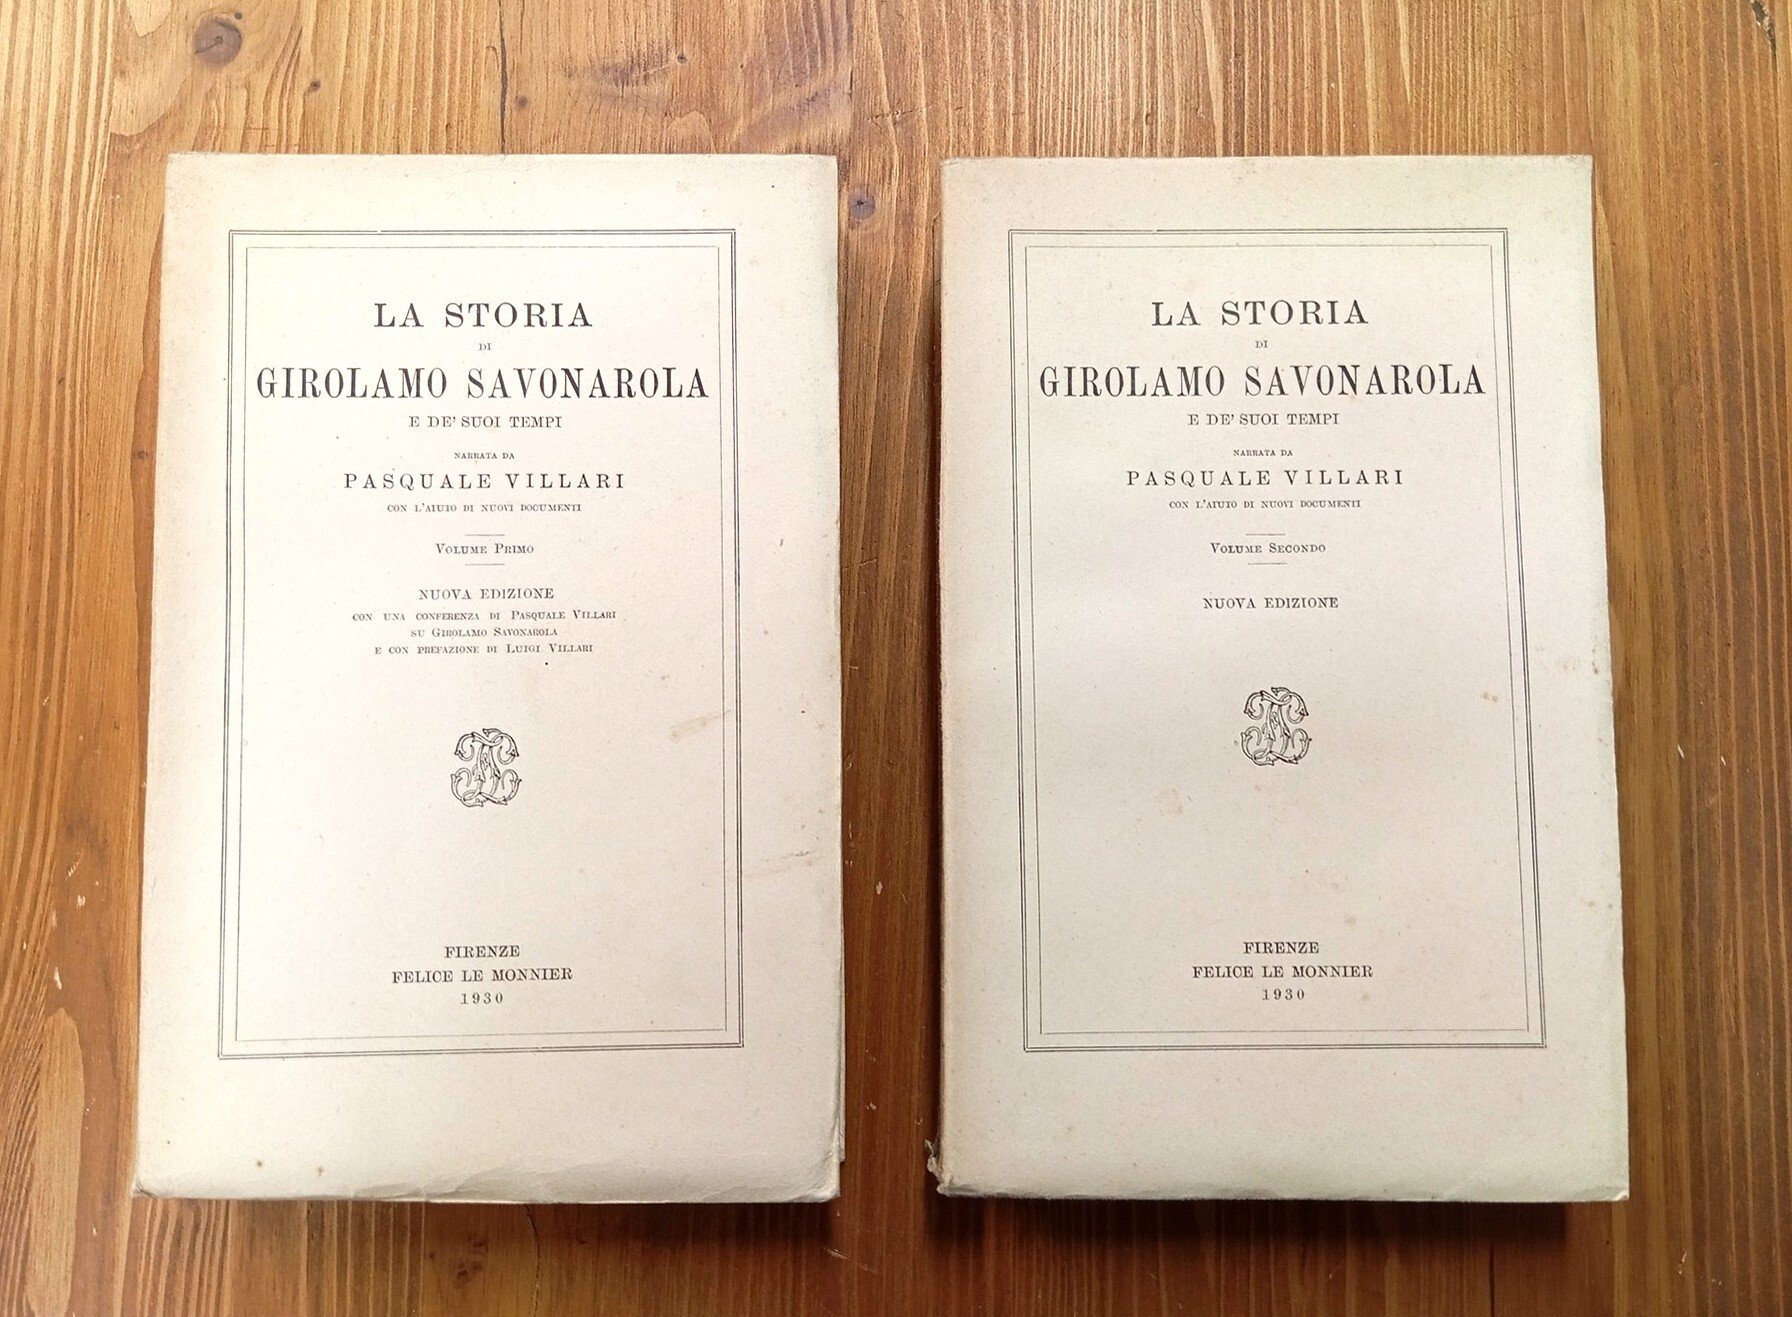 LA STORIA
DI
GIROLAMO SAVONAROLA
E DE' SUOI TEMPI
NARRATA DA
PASQUALE VILLARI
CON L'AIUTO DI NUOVI DOCUMENTI
VOLUME PRIMO
NUOVA EDIZIONE
CON UNA CONFERENZA DI PASQUALE VILLARI
SU GIROLAMO SAVONAROLA
E CON PREFAZIONE DI LUIGI VILLARI
FIRENZE
FELICE LE MONNIER
1930
LA STORIA
DI
GIROLAMO SAVONAROLA
E DE' SUOI TEMPI
NARRATA DA
PASQUALE VILLARI
CON L'AIUTO DI NUOVI DOCUMENTI
VOLUME SECONDO
NUOVA EDIZIONE
FIRENZE
FELICE LE MONNIER
1930